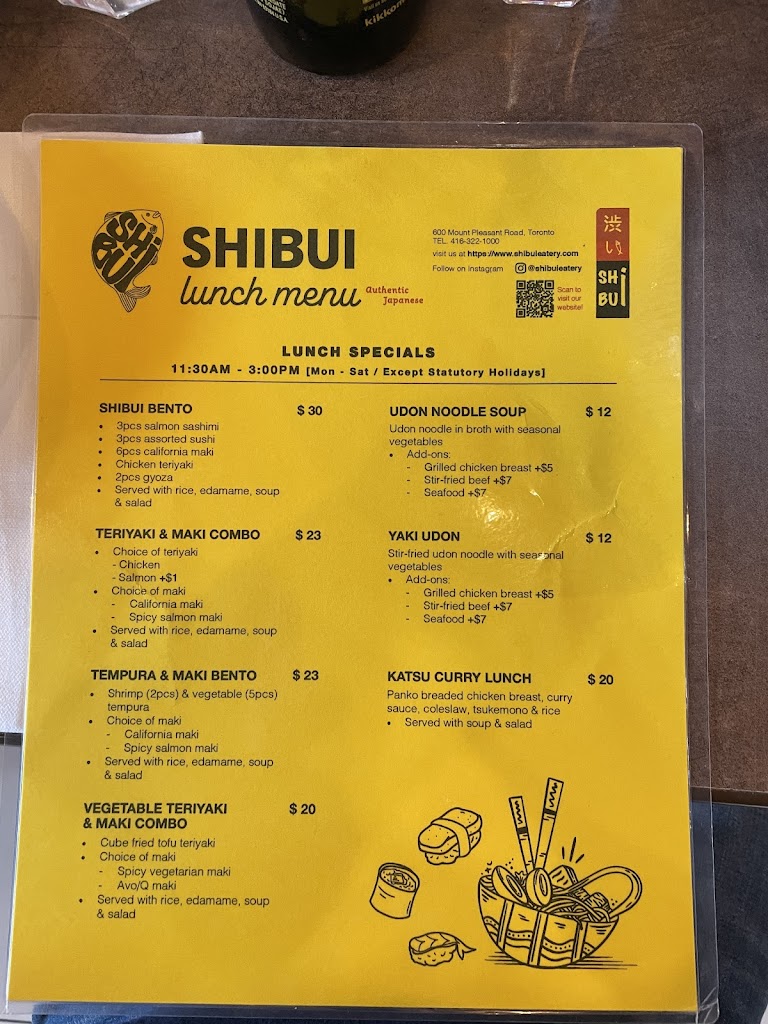 kikkom
SHIBUI
SHIBUI
lunch menu
Authentic
Japanese
600 Mount Pleasant Road, Toronto
TEL. 416-322-1000
visit us at https://www.shibuieatery.com
Follow on Instagram @shibuieatery
Scan to
visit our
website!
渋
い
SHIBUI
LUNCH SPECIALS
11:30AM - 3:00PM [Mon - Sat / Except Statutory Holidays]
SHIBUI BENTO $ 30
• 3pcs salmon sashimi
• 3pcs assorted sushi
• 6pcs california maki
• Chicken teriyaki
• 2pcs gyoza
• Served with rice, edamame, soup
& salad
TERIYAKI & MAKI COMBO $ 23
• Choice of teriyaki
- Chicken
- Salmon +$1
• Choice of maki
- California maki
- Spicy salmon maki
• Served with rice, edamame, soup
& salad
TEMPURA & MAKI BENTO $ 23
• Shrimp (2pcs) & vegetable (5pcs)
tempura
• Choice of maki
- California maki
- Spicy salmon maki
• Served with rice, edamame, soup
& salad
VEGETABLE TERIYAKI $ 20
& MAKI COMBO
• Cube fried tofu teriyaki
• Choice of maki
- Spicy vegetarian maki
- Avo/Q maki
• Served with rice, edamame, soup
& salad
UDON NOODLE SOUP $ 12
Udon noodle in broth with seasonal
vegetables
• Add-ons:
- Grilled chicken breast +$5
- Stir-fried beef +$7
- Seafood +$7
YAKI UDON $ 12
Stir-fried udon noodle with seasonal
vegetables
• Add-ons:
- Grilled chicken breast +$5
- Stir-fried beef +$7
- Seafood +$7
KATSU CURRY LUNCH $ 20
Panko breaded chicken breast, curry
sauce, coleslaw, tsukemono & rice
• Served with soup & salad